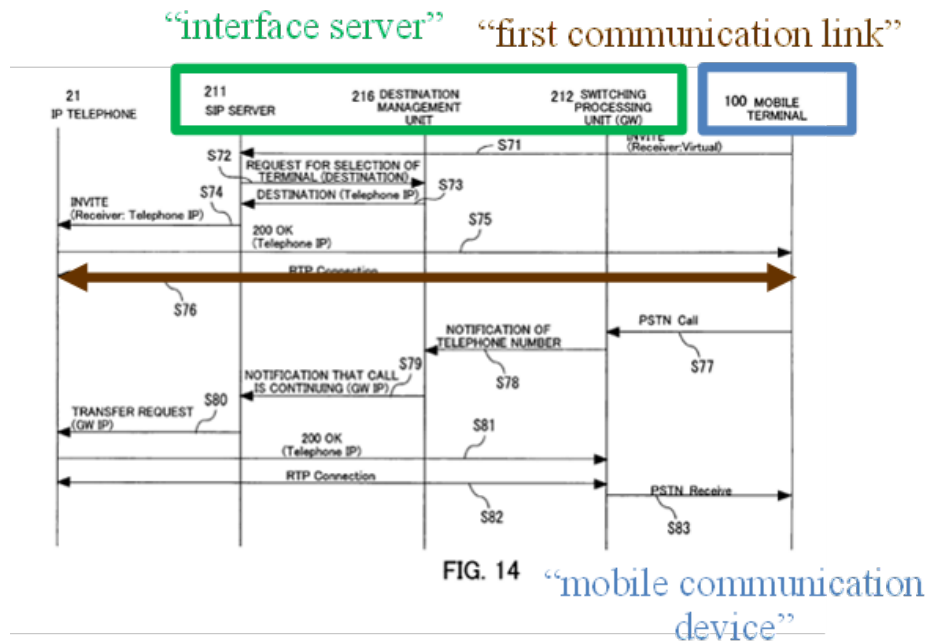 “interface server”
“first communication link”
21
IP TELEPHONE
211
SIP SERVER
216 DESTINATION
MANAGEMENT
UNIT
212 SWITCHING
PROCESSING
UNIT (GW)
100 MOBILE
TERMINAL
S71
INVITE
(Receiver:Virtual)
S72
REQUEST FOR SELECTION OF
TERMINAL (DESTINATION)
S73
DESTINATION (Telephone IP)
S74
INVITE
(Receiver: Telephone IP)
200 OK
(Telephone IP)
S75
RTP Connection
S76
PSTN Call
S77
NOTIFICATION OF
TELEPHONE NUMBER
S78
S79
NOTIFICATION THAT CALL
IS CONTINUING (GW IP)
S80
TRANSFER REQUEST
(GW IP)
S81
200 OK
(Telephone IP)
RTP Connection
S82
PSTN Receive
S83
FIG. 14
“mobile communication
device”